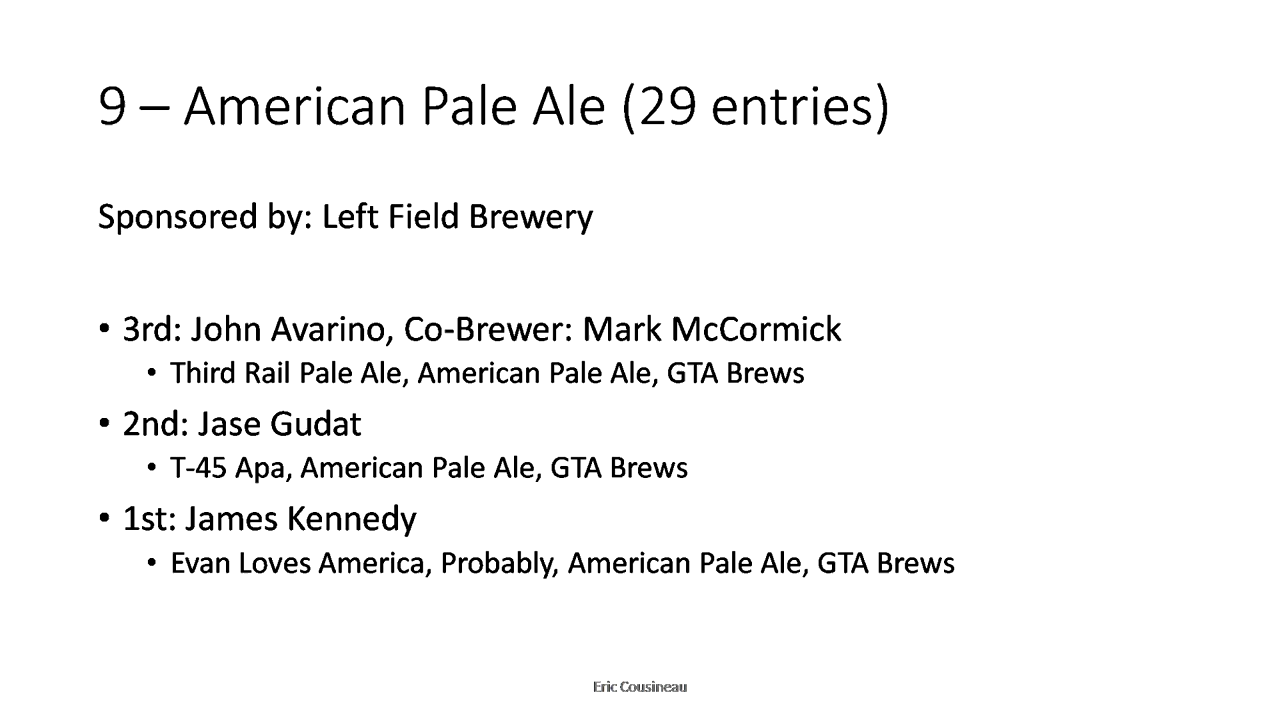 9 – American Pale Ale (29 entries)
Sponsored by: Left Field Brewery
• 3rd: John Avarino, Co-Brewer: Mark McCormick
• Third Rail Pale Ale, American Pale Ale, GTA Brews
• 2nd: Jase Gudat
• T-45 Apa, American Pale Ale, GTA Brews
• 1st: James Kennedy
• Evan Loves America, Probably, American Pale Ale, GTA Brews
Eric Cousineau